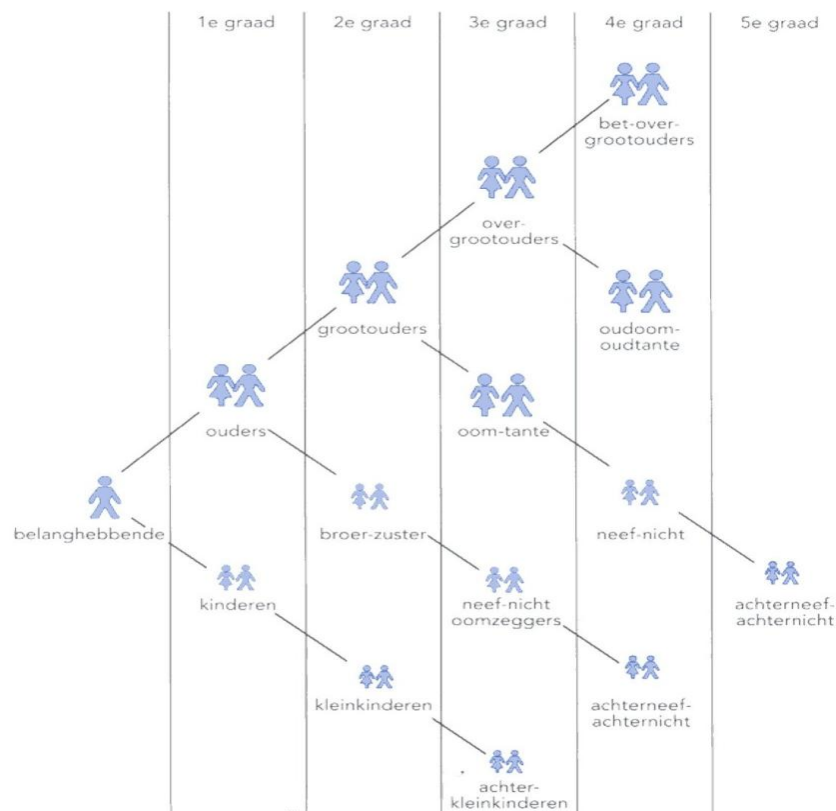 1e graad 2e graad 3e graad 4e graad 5e graad
bet-over-
grootouders
over-
grootouders
grootouders
oudoom-
oudtante
ouders
oom-tante
belanghebbende
broer-zuster
neef-nicht
kinderen
neef-nicht
oomzeggers
achterneef-
achternicht
kleinkinderen
achterneef-
achternicht
achter-
kleinkinderen